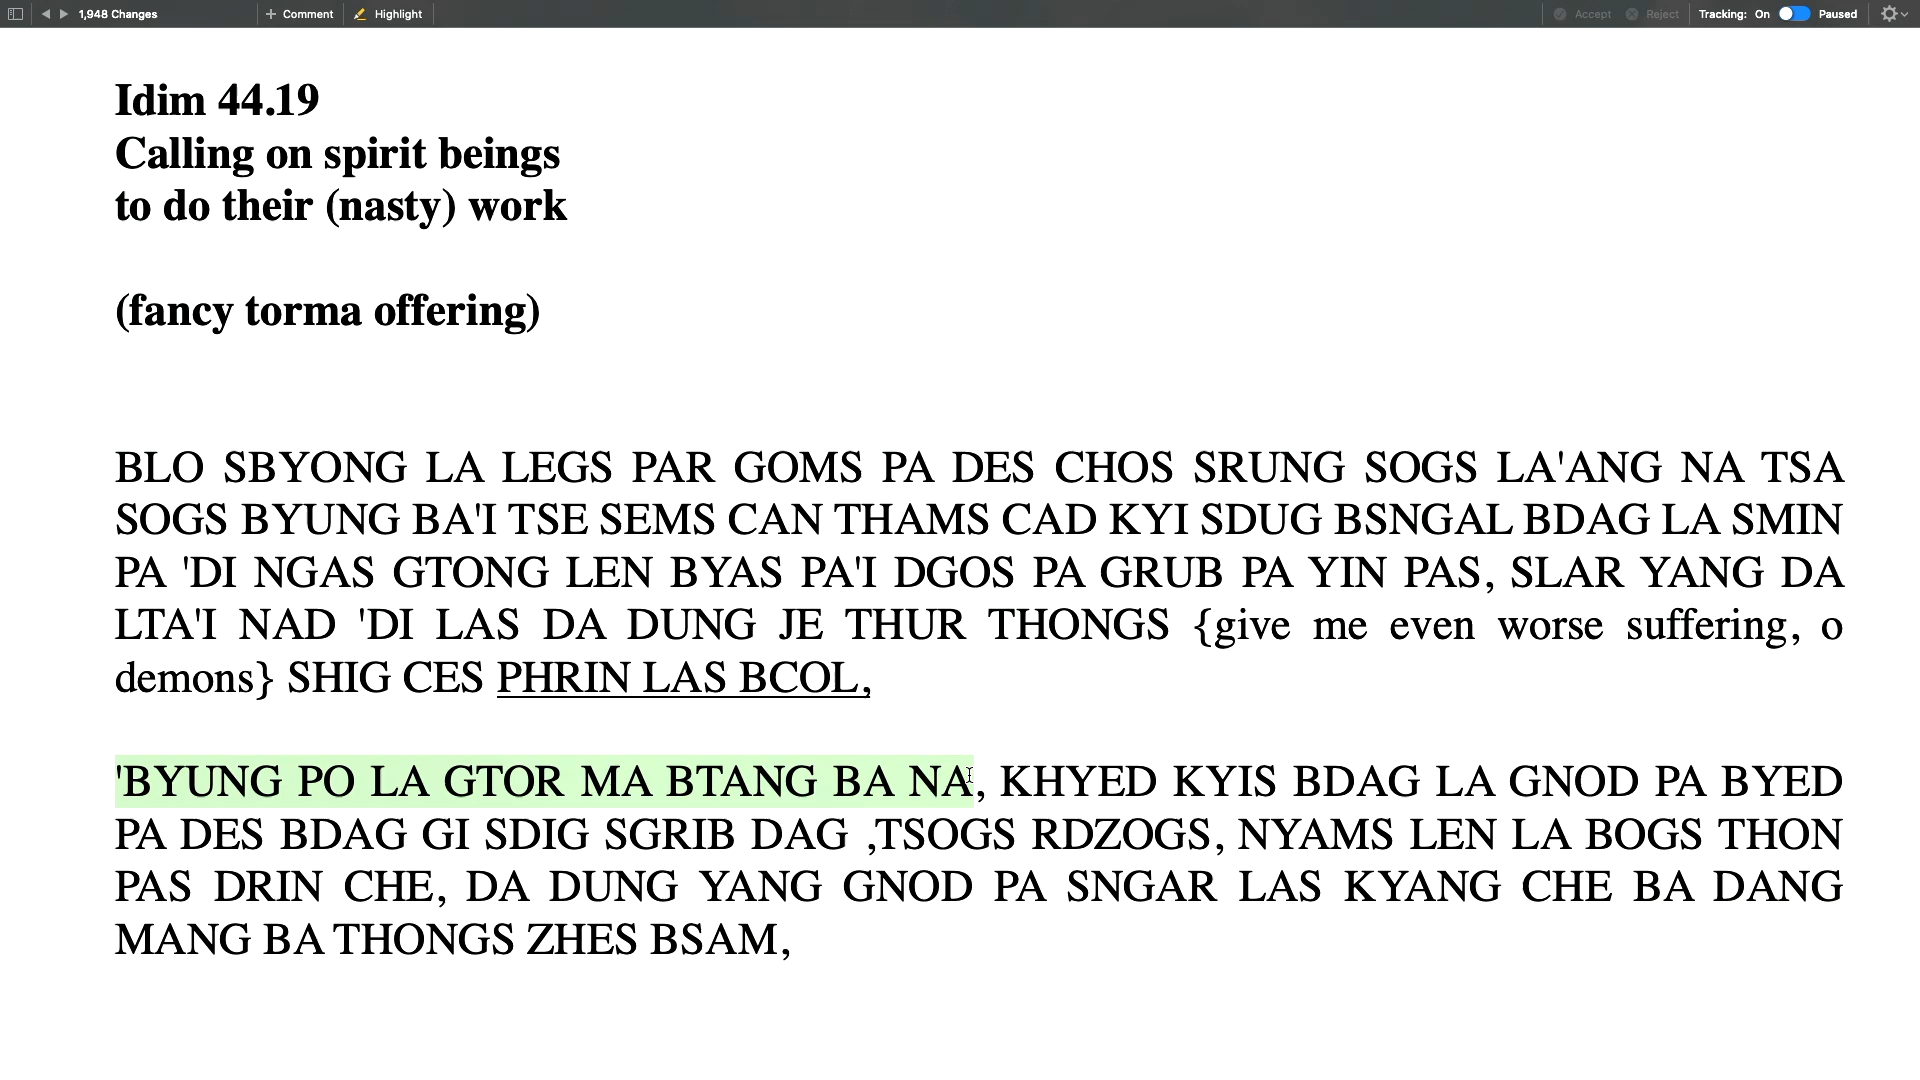 1,948 Changes
Comment
Highlight
Accept
Reject
Tracking: On
Paused
Idim 44.19
Calling on spirit beings
to do their (nasty) work
(fancy torma offering)
BLO SBYONG LA LEGS PAR GOMS PA DES CHOS SRUNG SOGS LA'ANG NA TSA
SOGS BYUNG BA'I TSE SEMS CAN THAMS CAD KYI SDUG BSNGAL BDAG LA SMIN
PA 'DI NGAS GTONG LEN BYAS PA'I DGOS PA GRUB PA YIN PAS, SLAR YANG DA
LTA'I NAD 'DI LAS DA DUNG JE THUR THONGS {give me even worse suffering, o
demons} SHIG CES PHRIN LAS BCOL,
'BYUNG PO LA GTOR MA BTANG BA NA, KHYED KYIS BDAG LA GNOD PA BYED
PA DES BDAG GI SDIG SGRIB DAG ,TSOGS RDZOGS, NYAMS LEN LA BOGS THON
PAS DRIN CHE, DA DUNG YANG GNOD PA SNGAR LAS KYANG CHE BA DANG
MANG BA THONGS ZHES BSAM,